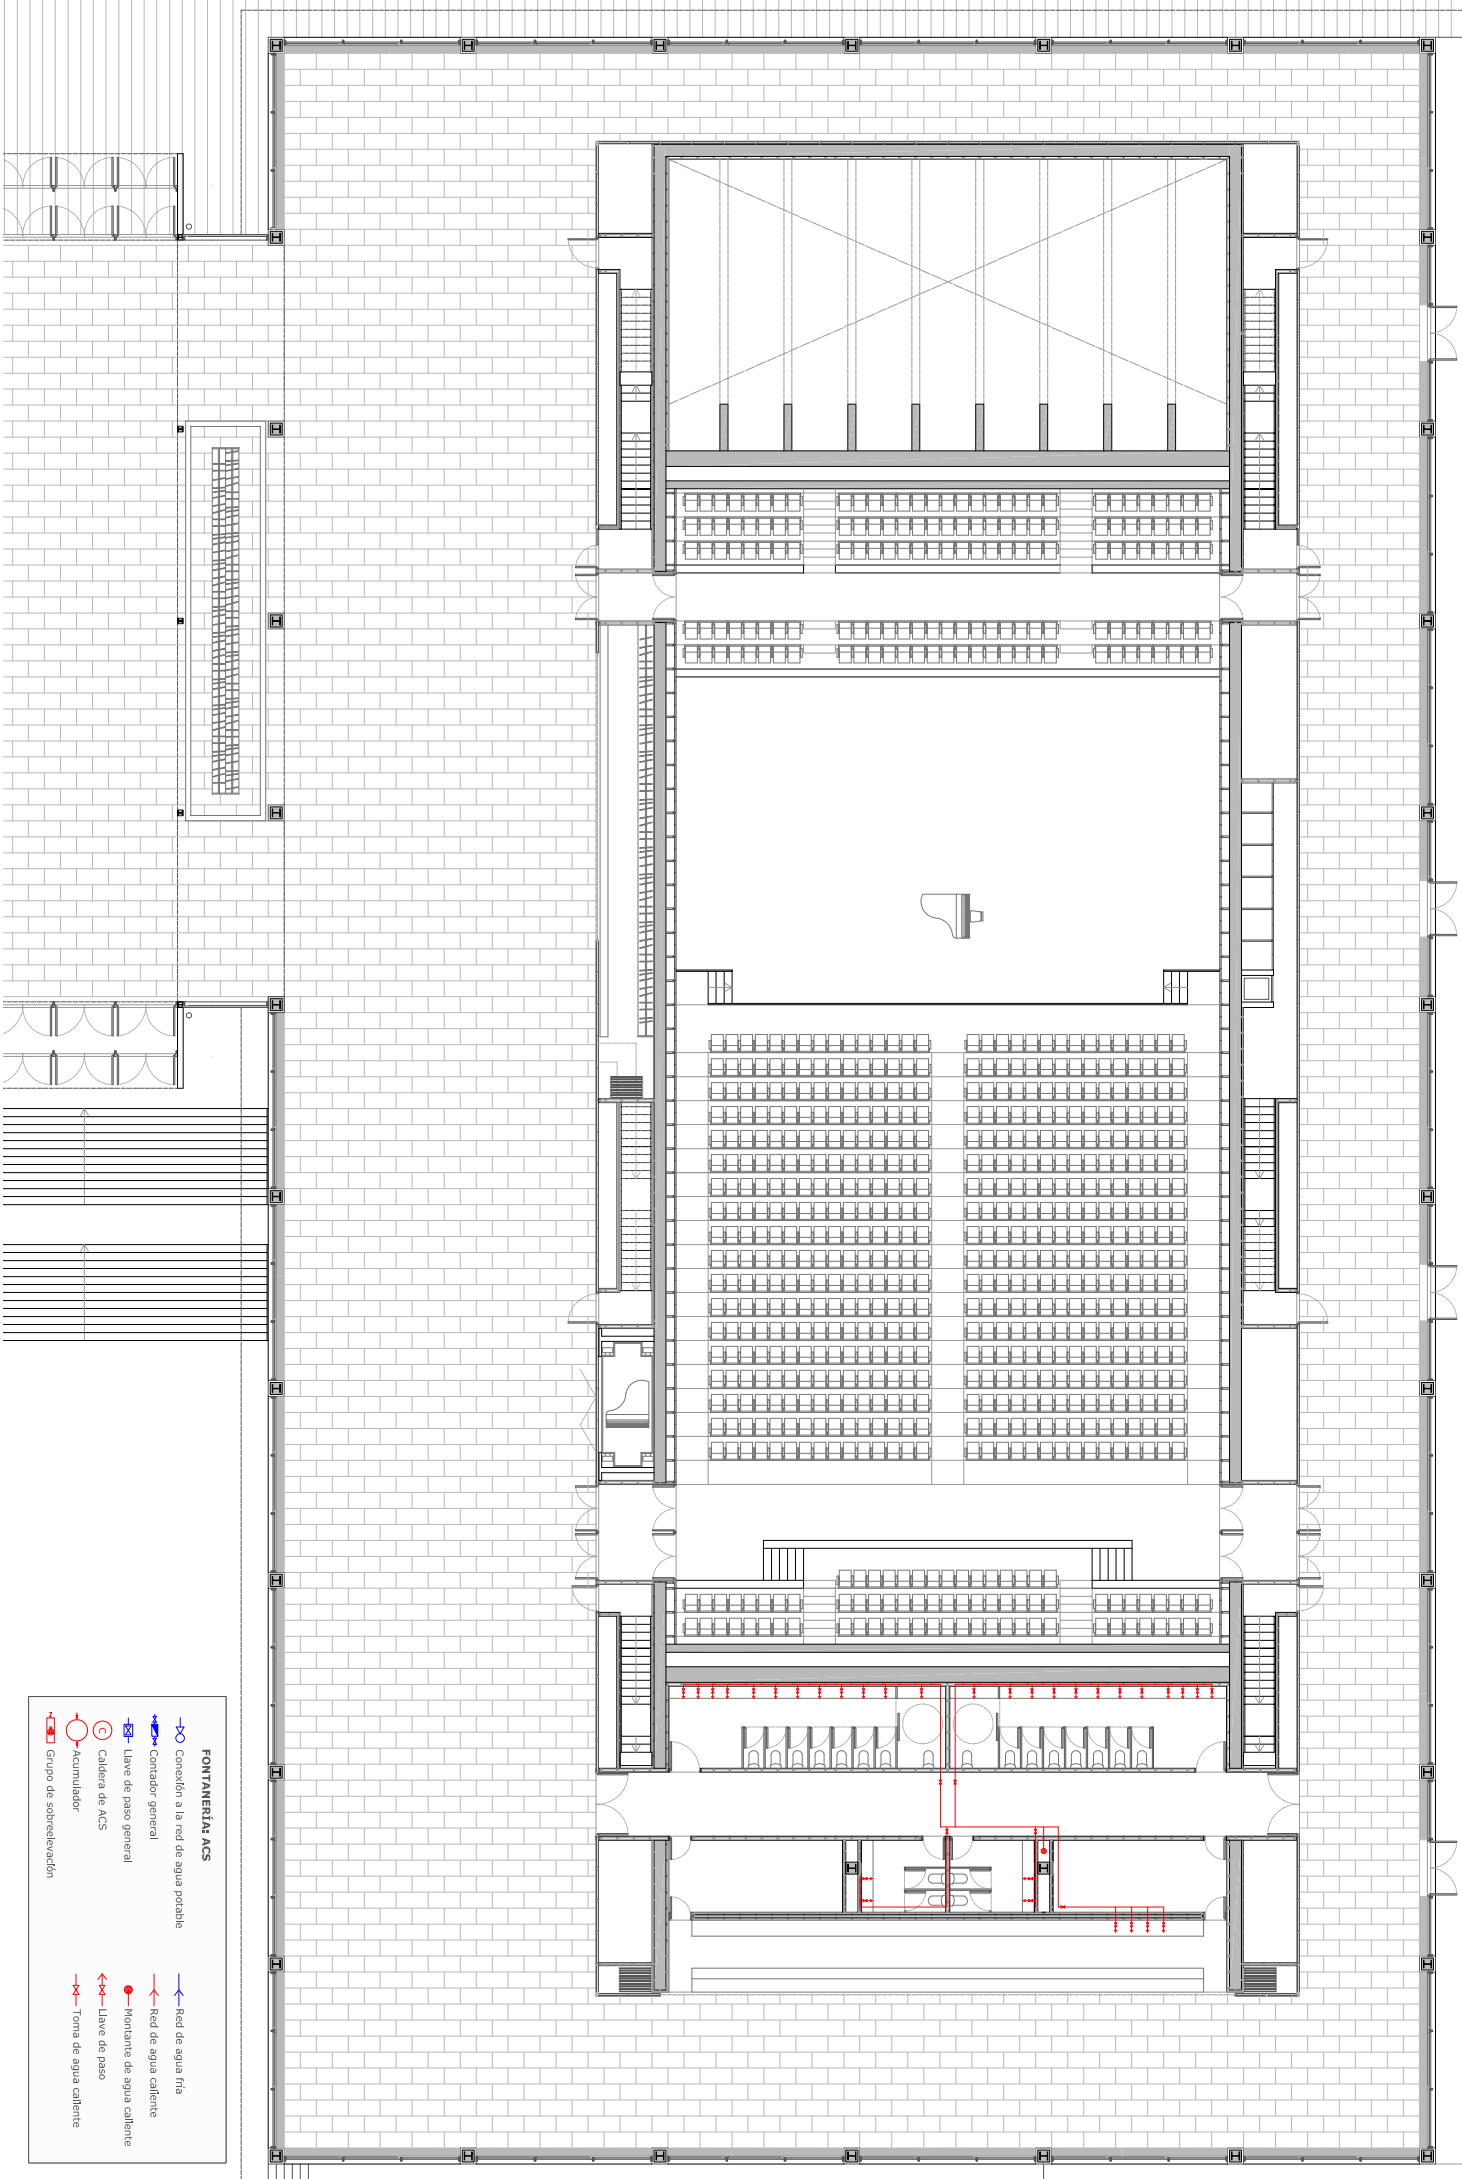 FONTANERÍA: ACS
Conexión a la red de agua potable
Contador general
Llave de paso general
C
Caldera de ACS
Acumulador
Grupo de sobreelevación
Red de agua fría
Red de agua caliente
Montante de agua caliente
Llave de paso
Toma de agua caliente